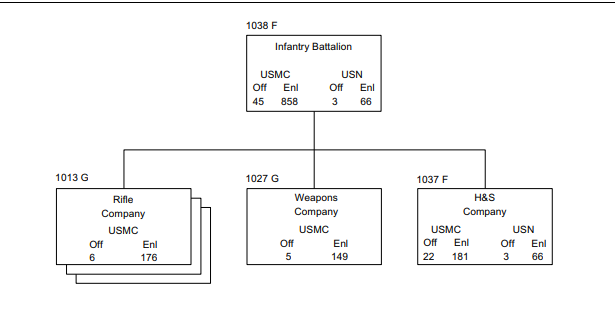 1038 F
Infantry Battalion
USMC USN
Off Enl Off Enl
45 858 3 66
1013 G
Rifle
Company
USMC
Off Enl
6 176
1027 G
Weapons
Company
USMC
Off Enl
5 149
1037 F
H&S
Company
USMC USN
Off Enl Off Enl
22 181 3 66